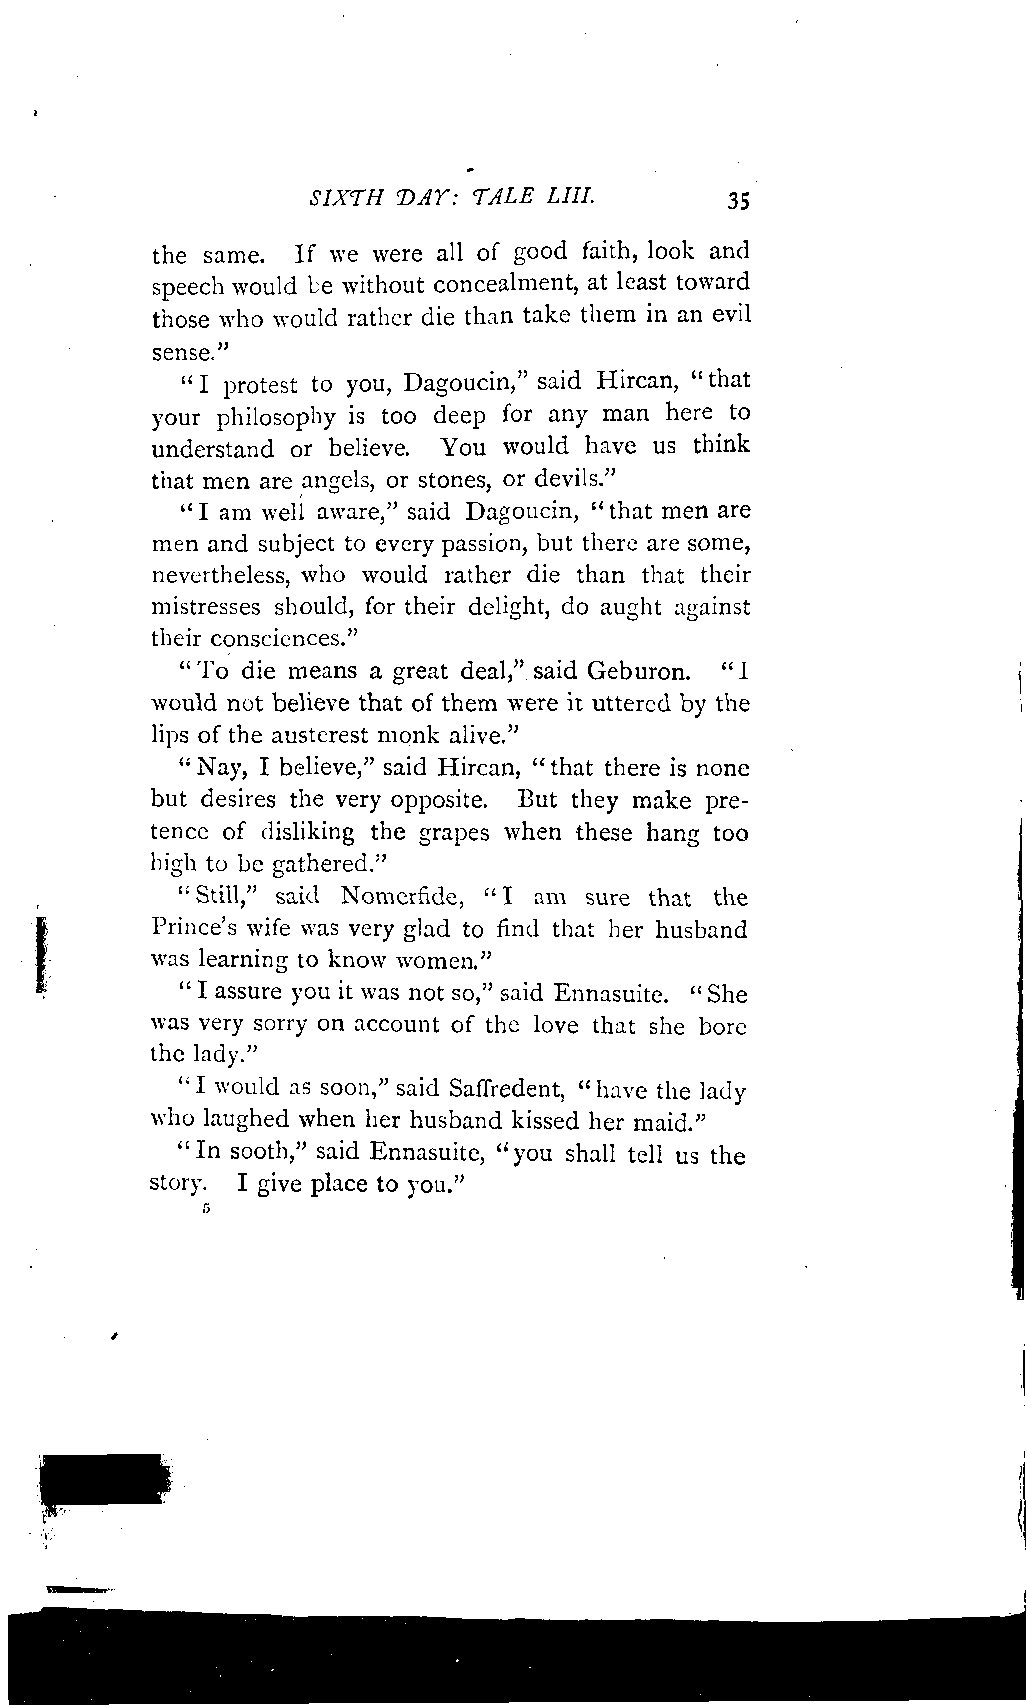 SIXTH DAY: TALE LIII. 35
the same. If we were all of good faith, look and
speech would be without concealment, at least toward
those who would rather die than take them in an evil
sense."
"I protest to you, Dagoucin," said Hircan, "that
your philosophy is too deep for any man here to
understand or believe. You would have us think
that men are angels, or stones, or devils."
"I am well aware," said Dagoucin, "that men are
men and subject to every passion, but there are some,
nevertheless, who would rather die than that their
mistresses should, for their delight, do aught against
their consciences."
"To die means a great deal," said Geburon. "I
would not believe that of them were it uttered by the
lips of the austerest monk alive."
"Nay, I believe," said Hircan, "that there is none
but desires the very opposite. But they make pre-
tence of disliking the grapes when these hang too
high to be gathered."
"Still," said Nomerfide, "I am sure that the
Prince's wife was very glad to find that her husband
was learning to know women."
"I assure you it was not so," said Ennasuite. "She
was very sorry on account of the love that she bore
the lady."
"I would as soon," said Saffredent, "have the lady
who laughed when her husband kissed her maid."
"In sooth," said Ennasuite, "you shall tell us the
story. I give place to you."
5